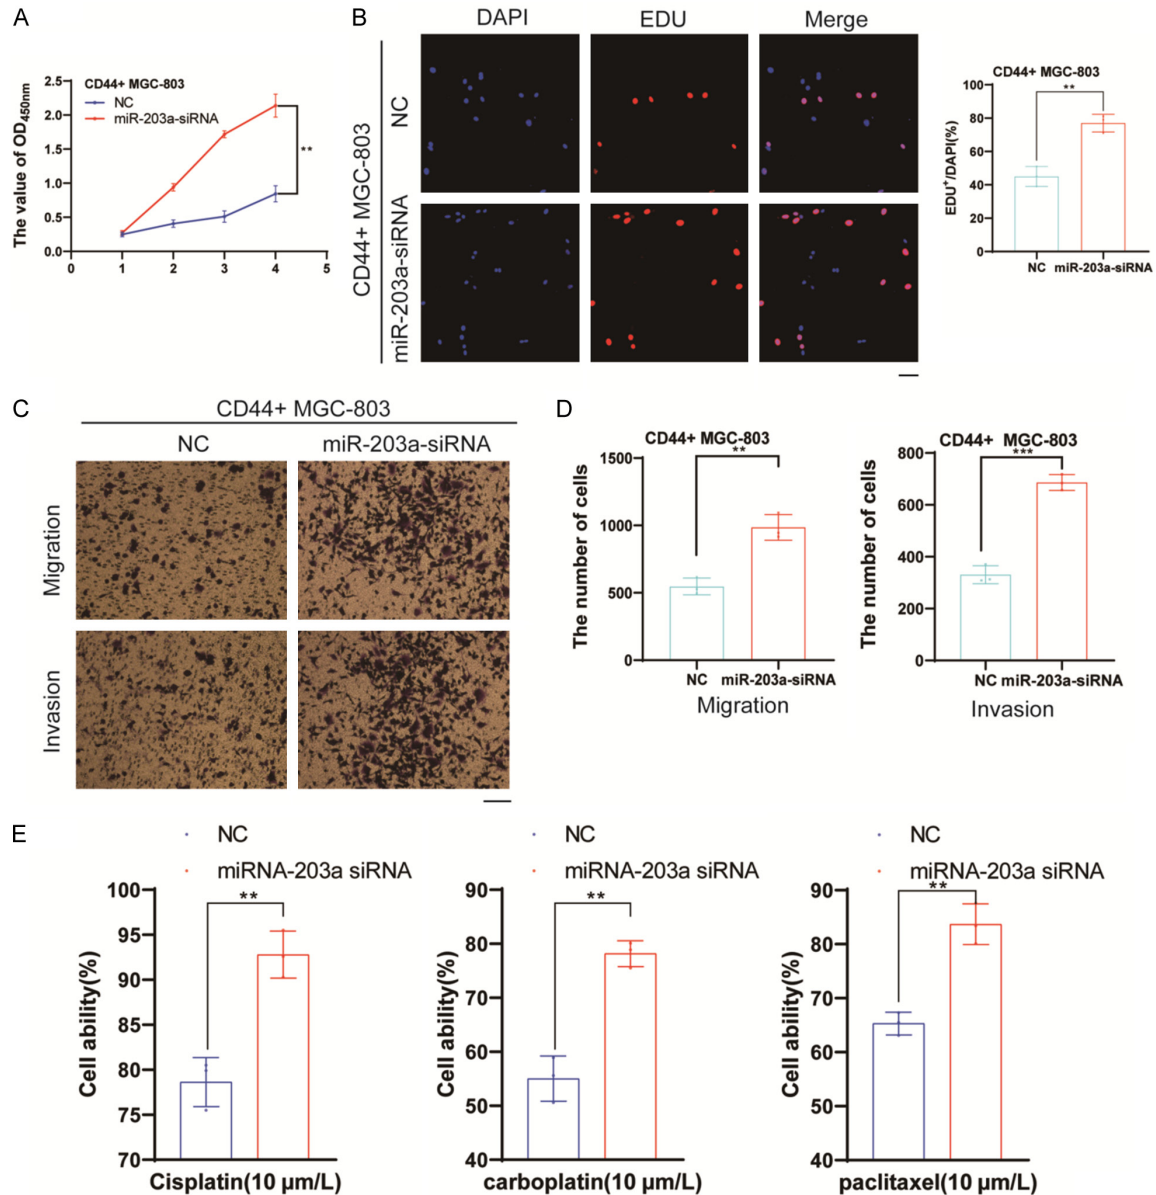 A
CD44+ MGC-803
NC
miR-203a-siRNA
The value of OD450nm
2.5
2.0
1.5
1.0
0.5
0.0
**
0 1 2 3 4 5
B
DAPI EDU Merge
CD44+ MGC-803
NC
miR-203a-siRNA
CD44+ MGC-803
EDU+/DAPI(%)
100
80
60
40
20
0
**
NC miR-203a-siRNA
C
CD44+ MGC-803
NC miR-203a-siRNA
Migration
Invasion
D
CD44+ MGC-803
The number of cells
1500
1000
500
0
**
NC miR-203a-siRNA
Migration
CD44+ MGC-803
The number of cells
800
600
400
200
0
***
NC miR-203a-siRNA
Invasion
E
NC
miRNA-203a siRNA
Cell ability(%)
100
95
90
85
80
75
70
**
Cisplatin(10 μm/L)
NC
miRNA-203a siRNA
Cell ability(%)
90
80
70
60
50
40
**
carboplatin(10 μm/L)
NC
miRNA-203a siRNA
Cell ability(%)
90
80
70
60
50
40
**
paclitaxel(10 μm/L)